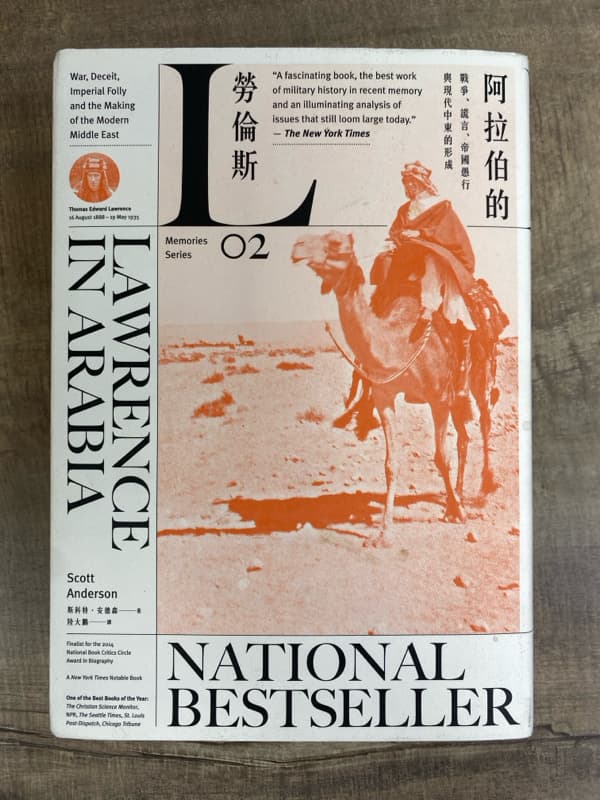 War, Deceit,
Imperial Folly
and the Making
of the Modern
Middle East
Thomas Edward Lawrence
16 August 1888 – 19 May 1935
L
勞倫斯
"A fascinating book, the best work
of military history in recent memory
and an illuminating analysis of
issues that still loom large today."
— The New York Times
阿拉伯的
戰爭、謊言、帝國愚行
與現代中東的形成
Memories
Series
02
LAWRENCE
IN ARABIA
Scott
Anderson
斯科特・安德森——著
陸大鵬——譯
Finalist for the 2014
National Book Critics Circle
Award in Biography
A New York Times Notable Book
One of the Best Books of the Year:
The Christian Science Monitor,
NPR, The Seattle Times, St. Louis
Post-Dispatch, Chicago Tribune
NATIONAL
BESTSELLER